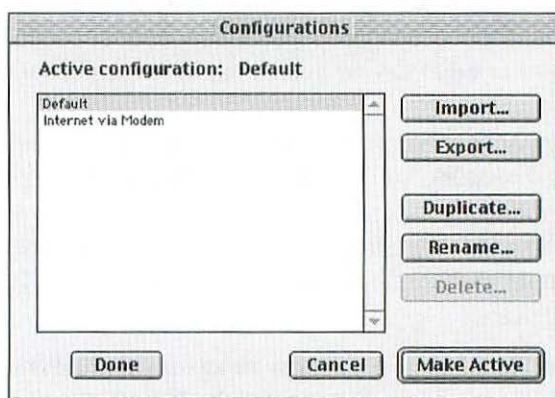 Configurations
Active configuration: Default
Default
Internet via Modem
Import...
Export...
Duplicate...
Rename...
Delete...
Done
Cancel
Make Active